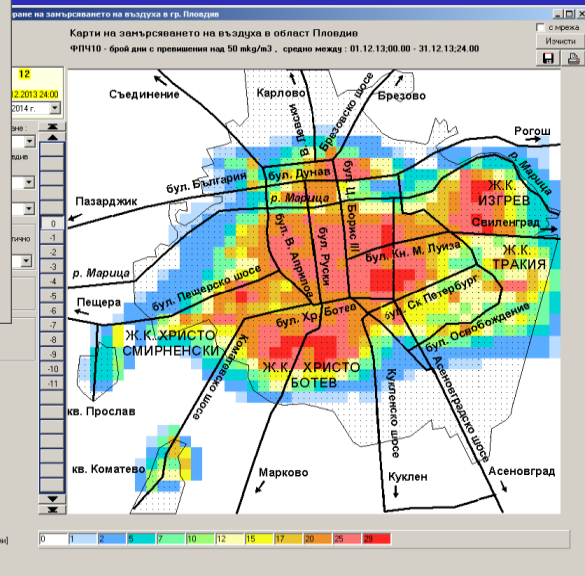 ране на замърсяването на въздуха в гр. Пловдив
Карти на замърсяването на въздуха в област Пловдив
с мрежа
ФПЧ10 - брой дни с превишения над 50 mkg/m3 , средно между : 01.12.13;00.00 - 31.12.13;24.00
Изчисти
12
12.2013 24:00
2014 г.
Съединение
Карлово
Брезовско шосе
Брезово
В. Левски
Рогош
р. Марица
бул. България
бул. Дунав
р. Марица
бул. Ц. Борис III
Ж.К. ИЗГРЕВ
Пазарджик
Свиленград
бул. В. Априлов
бул. Руски
бул. Кн. М. Луиза
Ж.К. ТРАКИЯ
р. Марица
Пещера
бул. Пещерско шосе
бул. Ск Петербург
бул. Хр. Ботев
бул. Освобождение
Ж.К. ХРИСТО СМИРНЕНСКИ
Коматевско шосе
Ж.К. ХРИСТО БОТЕВ
Кукленско шосе
Асеновградско шосе
кв. Прослав
кв. Коматево
Марково
Куклен
Асеновград
0
-1
-2
-3
-4
-5
-6
-7
-8
-9
-10
-11
0 1 2 5 7 10 12 15 17 20 25 29